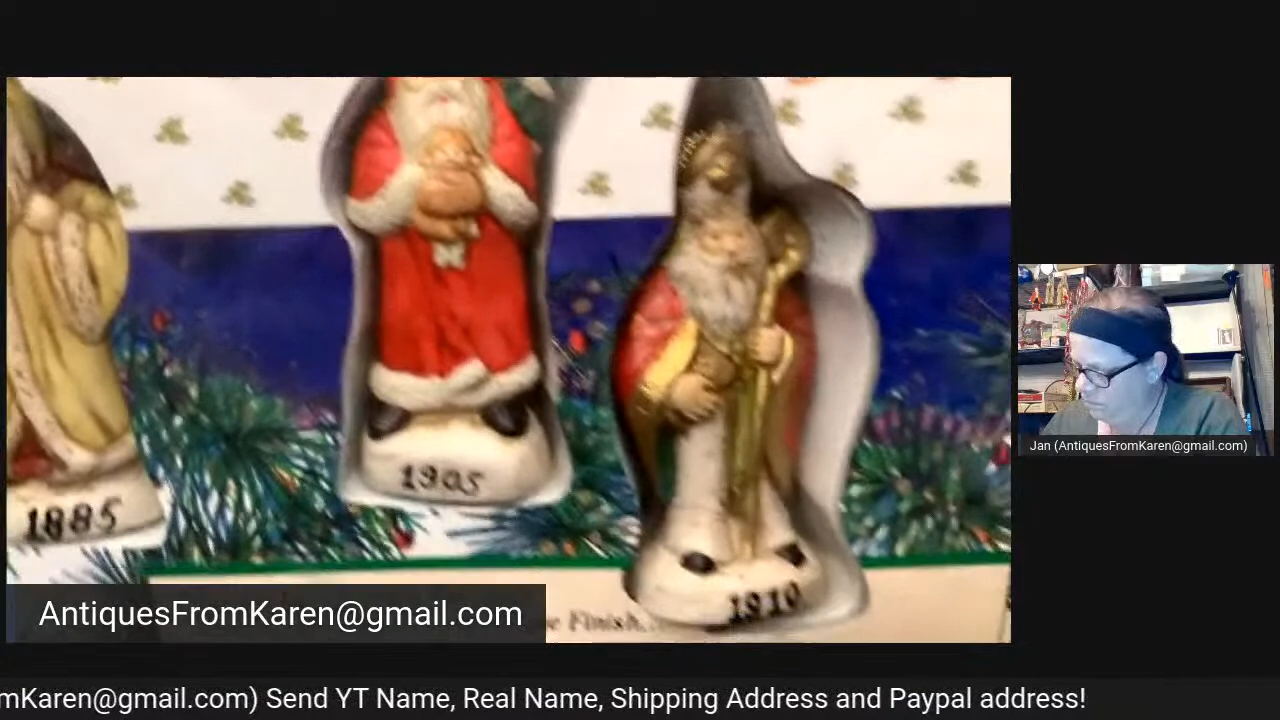 1905
1885
1910
Jan (AntiquesFromKaren@gmail.com)
AntiquesFromKaren@gmail.com
Finish...
mKaren@gmail.com) Send YT Name, Real Name, Shipping Address and Paypal address!